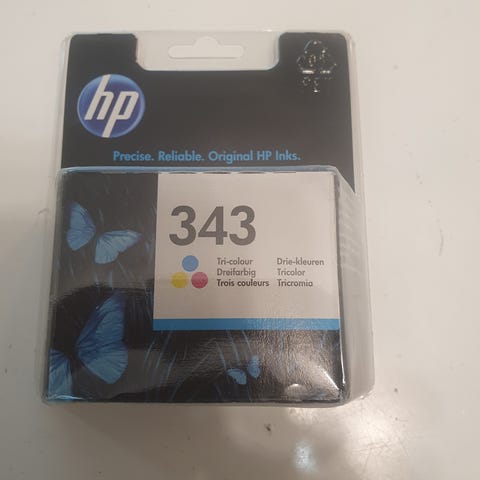 hp
Precise. Reliable. Original HP Inks.
343
Tri-colour Drie-kleuren
Dreifarbig Tricolor
Trois couleurs Tricromia